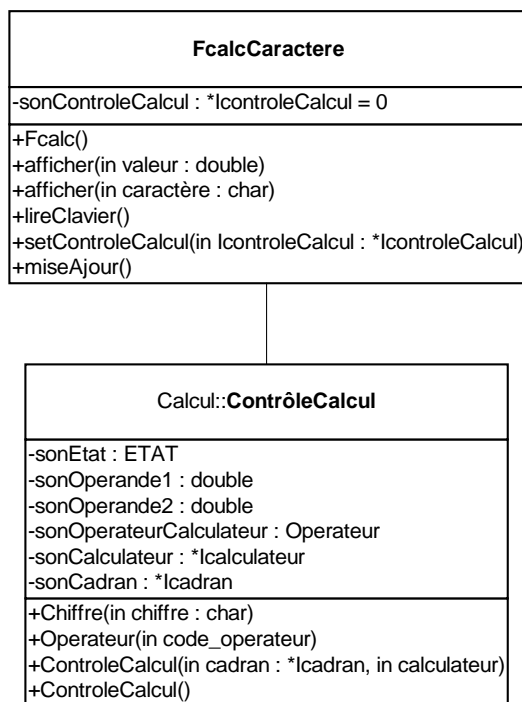 FcalcCaractere
-sonControleCalcul : *IcontroleCalcul = 0
+Fcalc()
+afficher(in valeur : double)
+afficher(in caractère : char)
+lireClavier()
+setControleCalcul(in IcontroleCalcul : *IcontroleCalcul)
+miseAjour()
Calcul::ContrôleCalcul
-sonEtat : ETAT
-sonOperande1 : double
-sonOperande2 : double
-sonOperateurCalculateur : Operateur
-sonCalculateur : *Icalculateur
-sonCadran : *Icadran
+Chiffre(in chiffre : char)
+Operateur(in code_operateur)
+ControleCalcul(in cadran : *Icadran, in calculateur)
+ControleCalcul()